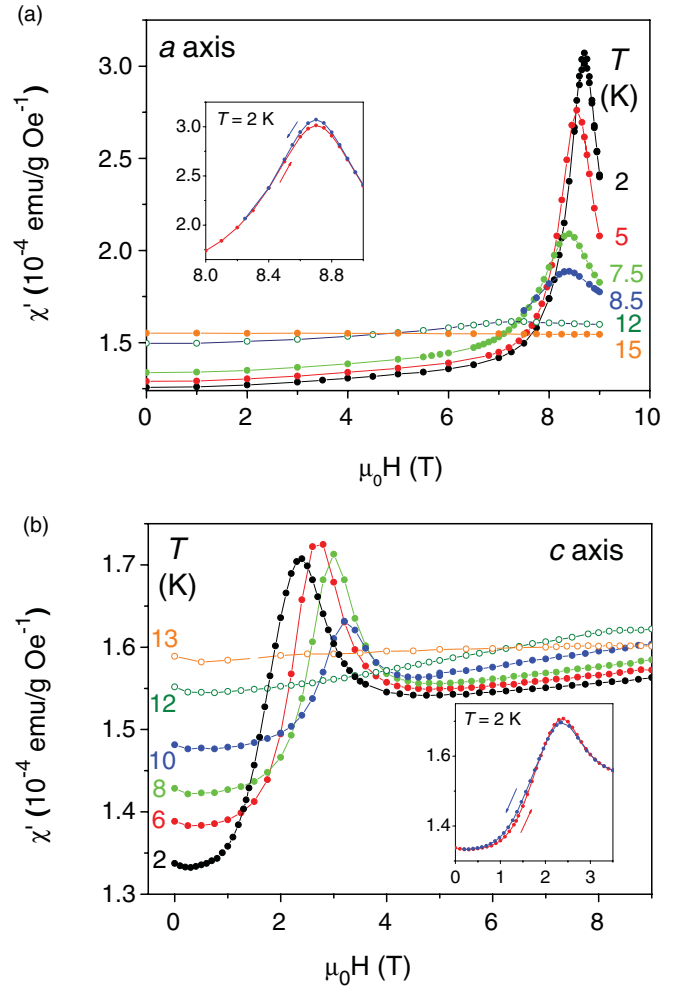 (a)
a axis
T
(K)
3.0
2.5
2.0
1.5
χ' (10⁻⁴ emu/g Oe⁻¹)
T = 2 K
3.0
2.5
2.0
8.0 8.4 8.8
2
5
7.5
8.5
12
15
0 2 4 6 8 10
μ₀H (T)
(b)
T
(K)
c axis
1.7
1.6
1.5
1.4
1.3
χ' (10⁻⁴ emu/g Oe⁻¹)
13
12
10
8
6
2
T = 2 K
1.6
1.4
0 1 2 3
0 2 4 6 8
μ₀H (T)